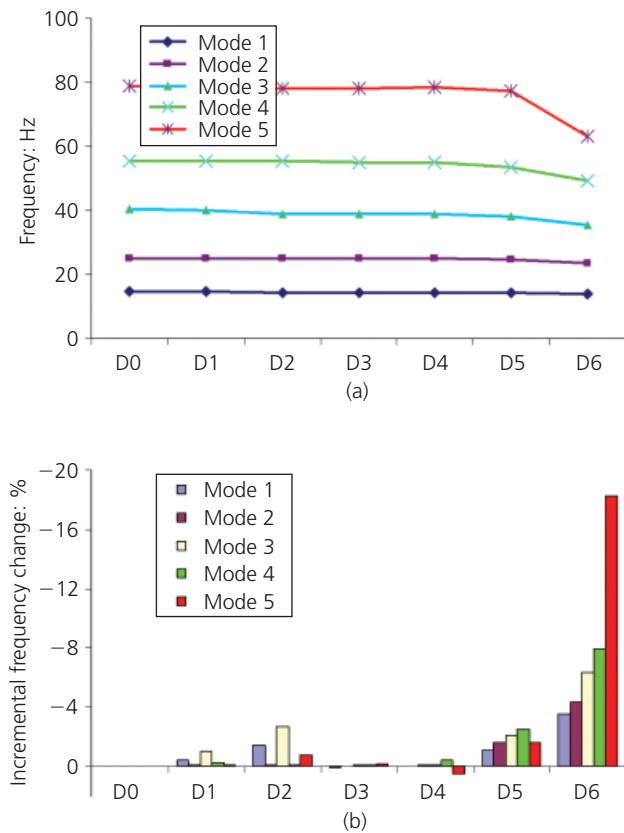 100
80
60
40
20
0
Frequency: Hz
Mode 1
Mode 2
Mode 3
Mode 4
Mode 5
D0 D1 D2 D3 D4 D5 D6
(a)
−20
−16
−12
−8
−4
0
Incremental frequency change: %
Mode 1
Mode 2
Mode 3
Mode 4
Mode 5
D0 D1 D2 D3 D4 D5 D6
(b)